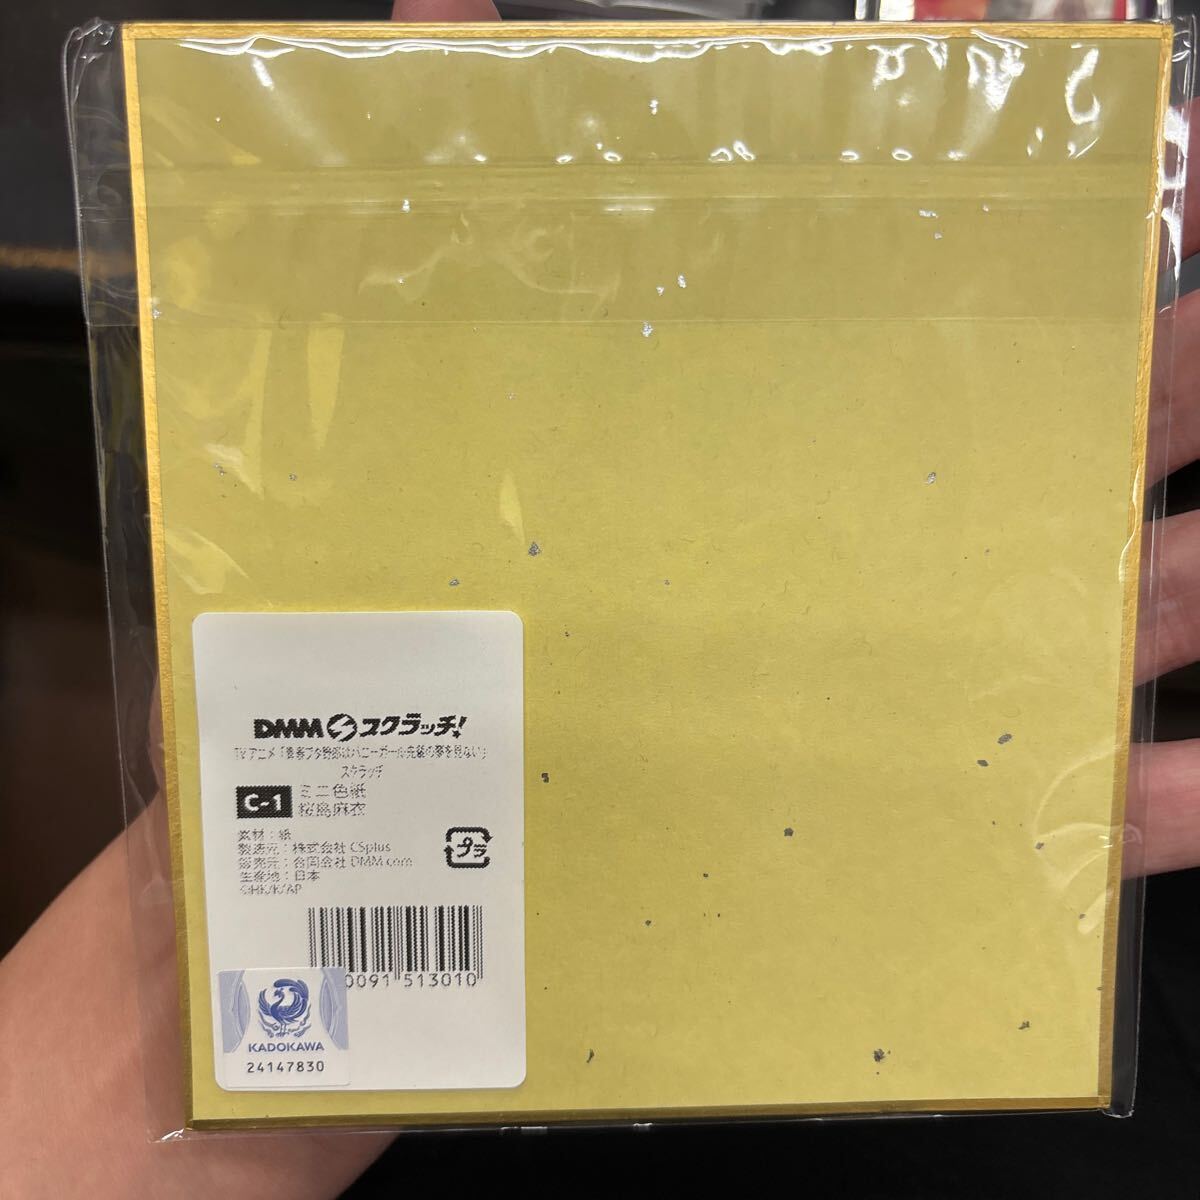 DMM スクラッチ!
TVアニメ「青春ブタ野郎はバニーガール先輩の夢を見ない」
スクラッチ
C-1 ミニ色紙
桜島麻衣
素材：紙
製造元：株式会社 CSplus
販売元：合同会社 DMM.com
生産地：日本
プラ
0091 513010
KADOKAWA
24147830